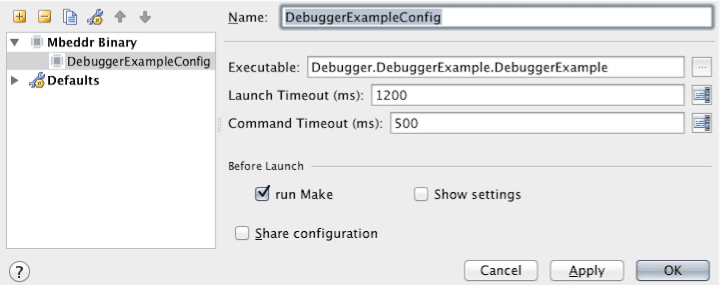 Name: DebuggerExampleConfig
Mbeddr Binary
DebuggerExampleConfig
Defaults
Executable: Debugger.DebuggerExample.DebuggerExample
Launch Timeout (ms): 1200
Command Timeout (ms): 500
Before Launch
run Make Show settings
Share configuration
? Cancel Apply OK